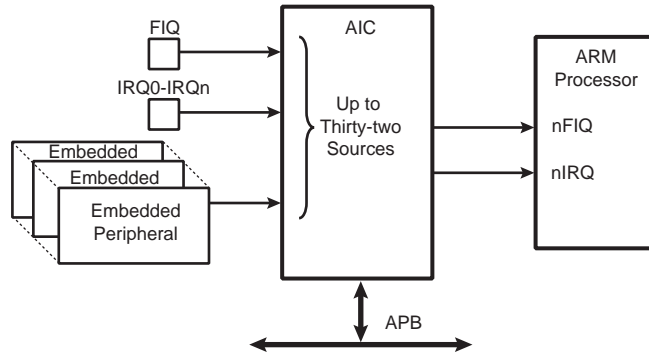 FIQ
IRQ0-IRQn
Embedded
Embedded
Embedded
Peripheral
AIC
Up to
Thirty-two
Sources
APB
ARM
Processor
nFIQ
nIRQ